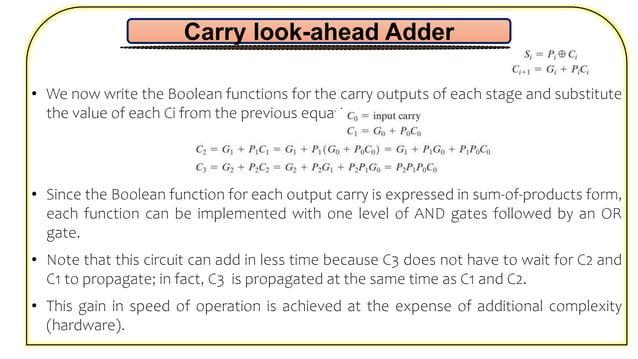 Carry look-ahead Adder
Sᵢ = Pᵢ ⊕ Cᵢ
Cᵢ₊₁ = Gᵢ + PᵢCᵢ
• We now write the Boolean functions for the carry outputs of each stage and substitute
the value of each Ci from the previous equa
C₀ = input carry
C₁ = G₀ + P₀C₀
C₂ = G₁ + P₁C₁ = G₁ + P₁(G₀ + P₀C₀) = G₁ + P₁G₀ + P₁P₀C₀
C₃ = G₂ + P₂C₂ = G₂ + P₂G₁ + P₂P₁G₀ = P₂P₁P₀C₀
• Since the Boolean function for each output carry is expressed in sum-of-products form,
each function can be implemented with one level of AND gates followed by an OR
gate.
• Note that this circuit can add in less time because C3 does not have to wait for C2 and
C1 to propagate; in fact, C3 is propagated at the same time as C1 and C2.
• This gain in speed of operation is achieved at the expense of additional complexity
(hardware).